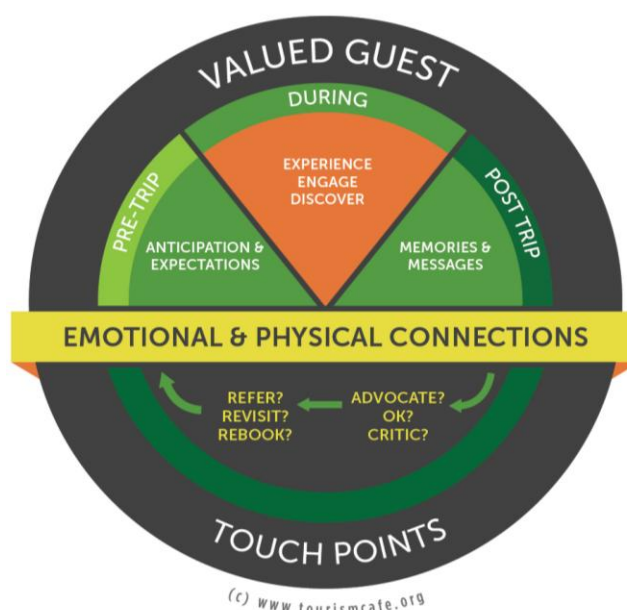 VALUED GUEST
DURING
PRE-TRIP
EXPERIENCE
ENGAGE
DISCOVER
POST TRIP
ANTICIPATION &
EXPECTATIONS
MEMORIES &
MESSAGES
EMOTIONAL & PHYSICAL CONNECTIONS
REFER?
REVISIT?
REBOOK?
ADVOCATE?
OK?
CRITIC?
TOUCH POINTS
(c) www.tourismcafe.org